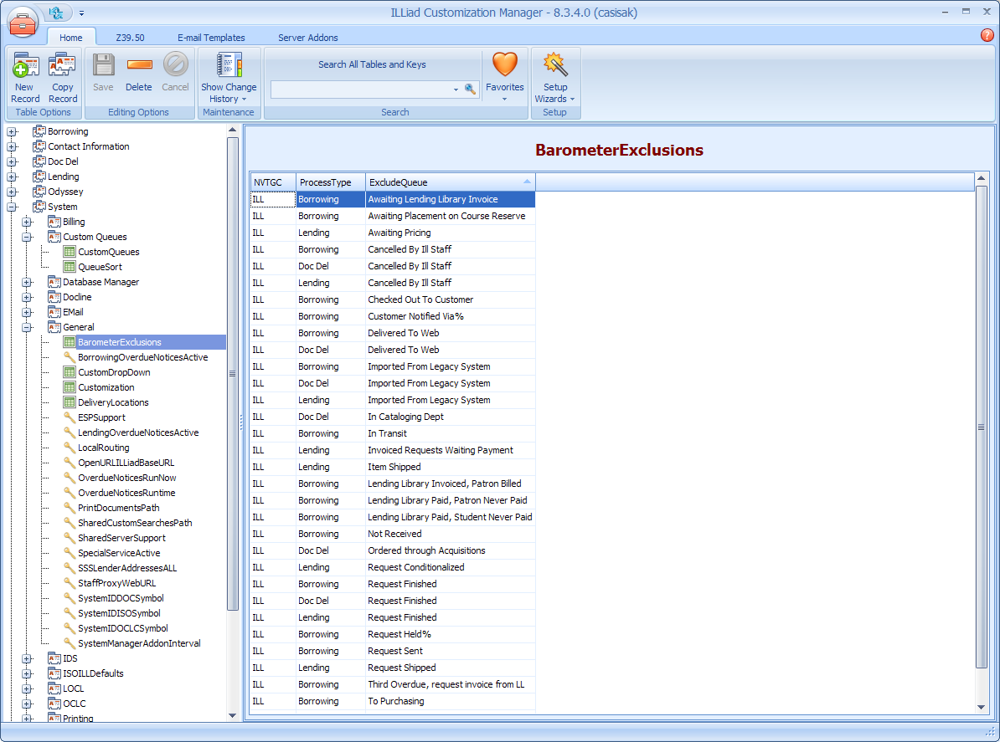 ILLiad Customization Manager - 8.3.4.0 (casisak)
Home Z39.50 E-mail Templates Server Addons
New Record
Copy Record
Save
Delete
Cancel
Show Change History
Search All Tables and Keys
Favorites
Setup Wizards
Table Options
Editing Options
Maintenance
Search
Setup
Borrowing
Contact Information
Doc Del
Lending
Odyssey
System
Billing
Custom Queues
CustomQueues
QueueSort
Database Manager
Docline
EMail
General
BarometerExclusions
BorrowingOverdueNoticesActive
CustomDropDown
Customization
DeliveryLocations
ESPSupport
LendingOverdueNoticesActive
LocalRouting
OpenURLILLiadBaseURL
OverdueNoticesRunNow
OverdueNoticesRuntime
PrintDocumentsPath
SharedCustomSearchesPath
SharedServerSupport
SpecialServiceActive
SSSLenderAddressesALL
StaffProxyWebURL
SystemIDDOCSymbol
SystemIDISOSymbol
SystemIDOCLCSymbol
SystemManagerAddonInterval
IDS
ISOILLDefaults
LOCL
OCLC
Printing
BarometerExclusions
NVTGC ProcessType ExcludeQueue
ILL Borrowing Awaiting Lending Library Invoice
ILL Borrowing Awaiting Placement on Course Reserve
ILL Lending Awaiting Pricing
ILL Borrowing Cancelled By Ill Staff
ILL Doc Del Cancelled By Ill Staff
ILL Lending Cancelled By Ill Staff
ILL Borrowing Checked Out To Customer
ILL Borrowing Customer Notified Via%
ILL Borrowing Delivered To Web
ILL Doc Del Delivered To Web
ILL Borrowing Imported From Legacy System
ILL Doc Del Imported From Legacy System
ILL Lending Imported From Legacy System
ILL Doc Del In Cataloging Dept
ILL Borrowing In Transit
ILL Lending Invoiced Requests Waiting Payment
ILL Lending Item Shipped
ILL Borrowing Lending Library Invoiced, Patron Billed
ILL Borrowing Lending Library Paid, Patron Never Paid
ILL Borrowing Lending Library Paid, Student Never Paid
ILL Borrowing Not Received
ILL Doc Del Ordered through Acquisitions
ILL Lending Request Conditionalized
ILL Borrowing Request Finished
ILL Doc Del Request Finished
ILL Lending Request Finished
ILL Borrowing Request Held%
ILL Borrowing Request Sent
ILL Lending Request Shipped
ILL Borrowing Third Overdue, request invoice from LL
ILL Borrowing To Purchasing